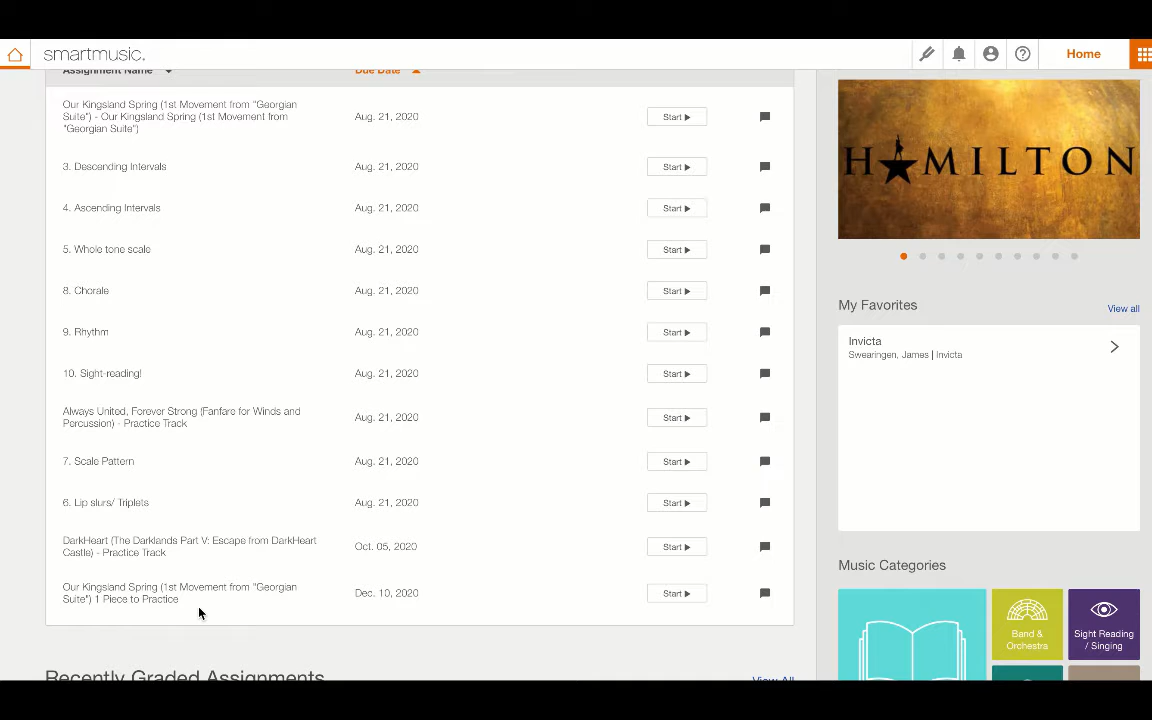 smartmusic.
Home
Assignment Name
Due Date
Our Kingsland Spring (1st Movement from "Georgian
Suite") - Our Kingsland Spring (1st Movement from
"Georgian Suite")
Aug. 21, 2020
Start
3. Descending Intervals
Aug. 21, 2020
Start
4. Ascending Intervals
Aug. 21, 2020
Start
5. Whole tone scale
Aug. 21, 2020
Start
8. Chorale
Aug. 21, 2020
Start
9. Rhythm
Aug. 21, 2020
Start
10. Sight-reading!
Aug. 21, 2020
Start
Always United, Forever Strong (Fanfare for Winds and
Percussion) - Practice Track
Aug. 21, 2020
Start
7. Scale Pattern
Aug. 21, 2020
Start
6. Lip slurs/ Triplets
Aug. 21, 2020
Start
DarkHeart (The Darklands Part V: Escape from DarkHeart
Castle) - Practice Track
Oct. 05, 2020
Start
Our Kingsland Spring (1st Movement from "Georgian
Suite") 1 Piece to Practice
Dec. 10, 2020
Start
Recently Graded Assignments
View All
HAMILTON
My Favorites
View all
Invicta
Swearingen, James | Invicta
Music Categories
Band &
Orchestra
Sight Reading
/ Singing